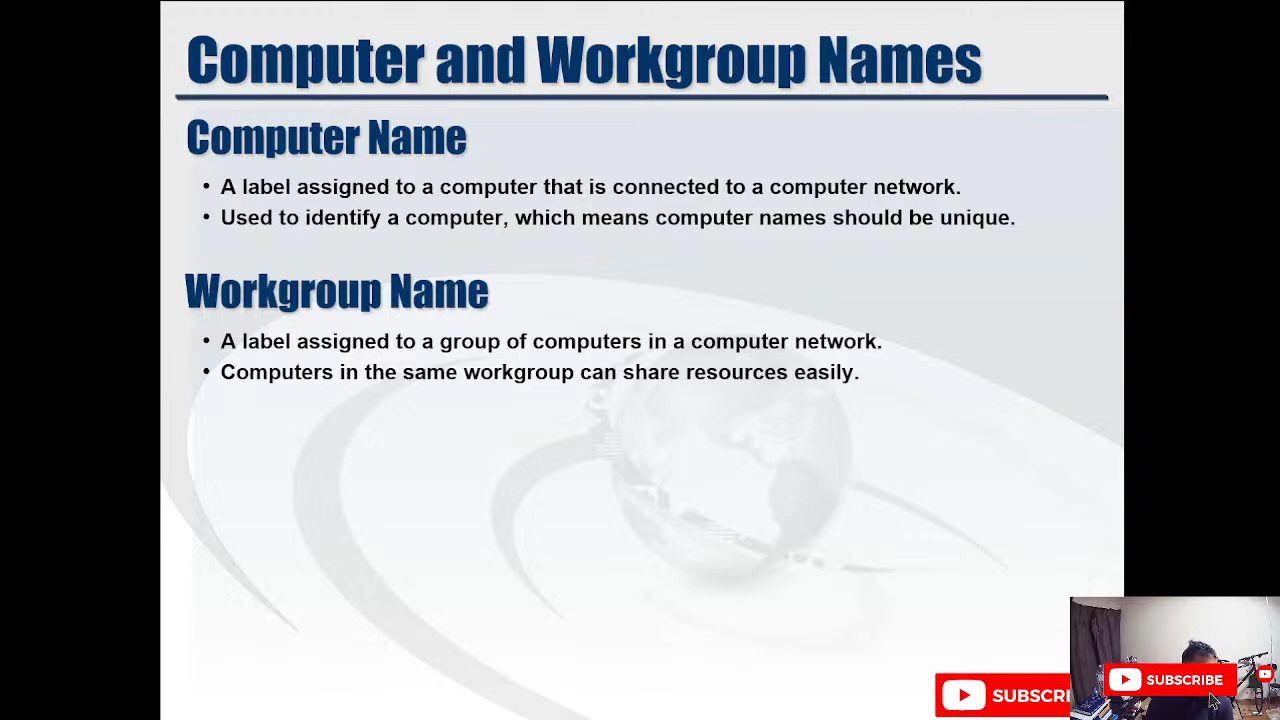 Computer and Workgroup Names
Computer Name
• A label assigned to a computer that is connected to a computer network.
• Used to identify a computer, which means computer names should be unique.
Workgroup Name
• A label assigned to a group of computers in a computer network.
• Computers in the same workgroup can share resources easily.
SUBSCRI
SUBSCRIBE